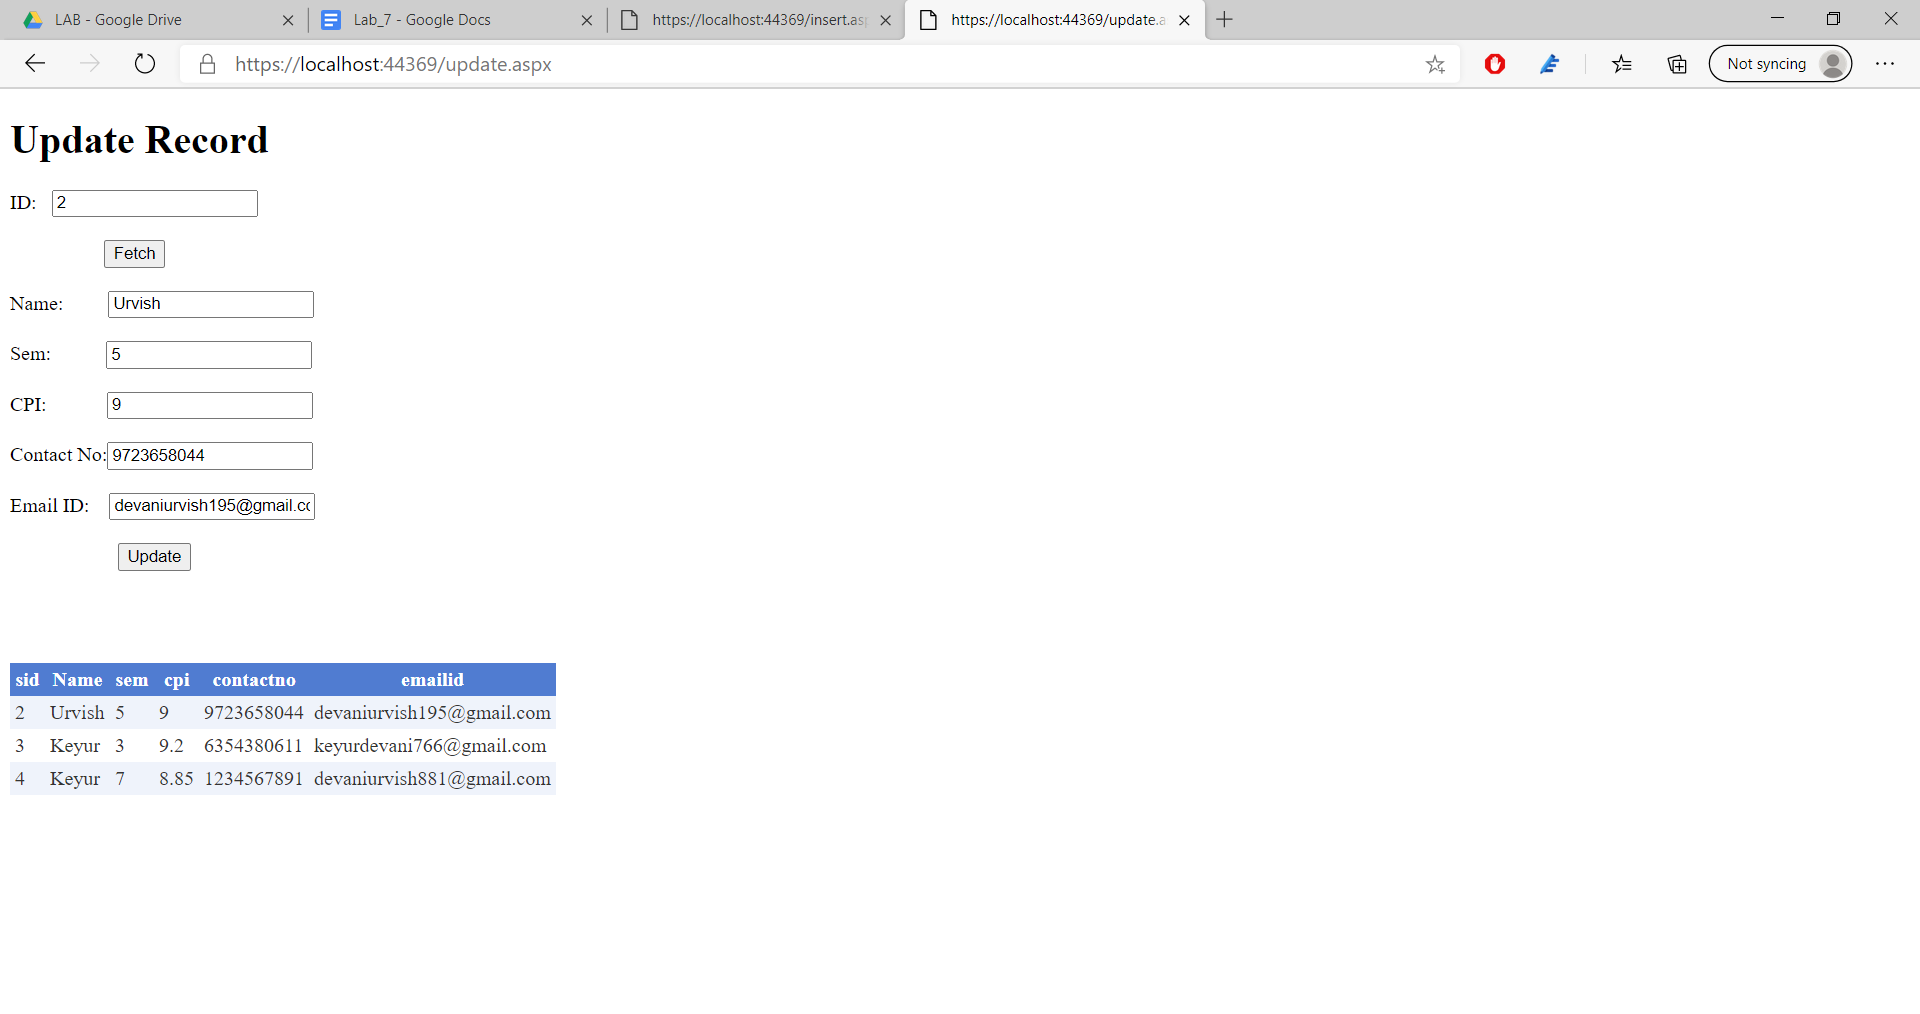 LAB - Google Drive
Lab_7 - Google Docs
https://localhost:44369/insert.asp
https://localhost:44369/update.a
https://localhost:44369/update.aspx
Not syncing
Update Record
ID: 2
Fetch
Name: Urvish
Sem: 5
CPI: 9
Contact No: 9723658044
Email ID: devaniurvish195@gmail.co
Update
sid Name sem cpi contactno emailid
2 Urvish 5 9 9723658044 devaniurvish195@gmail.com
3 Keyur 3 9.2 6354380611 keyurdevani766@gmail.com
4 Keyur 7 8.85 1234567891 devaniurvish881@gmail.com